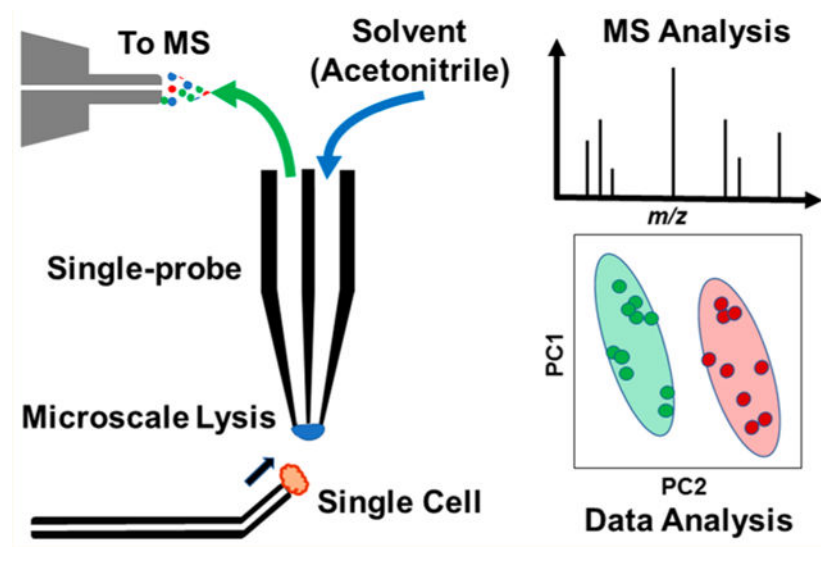 To MS
Solvent
(Acetonitrile)
Single-probe
Microscale Lysis
Single Cell
MS Analysis
m/z
PC1
PC2
Data Analysis